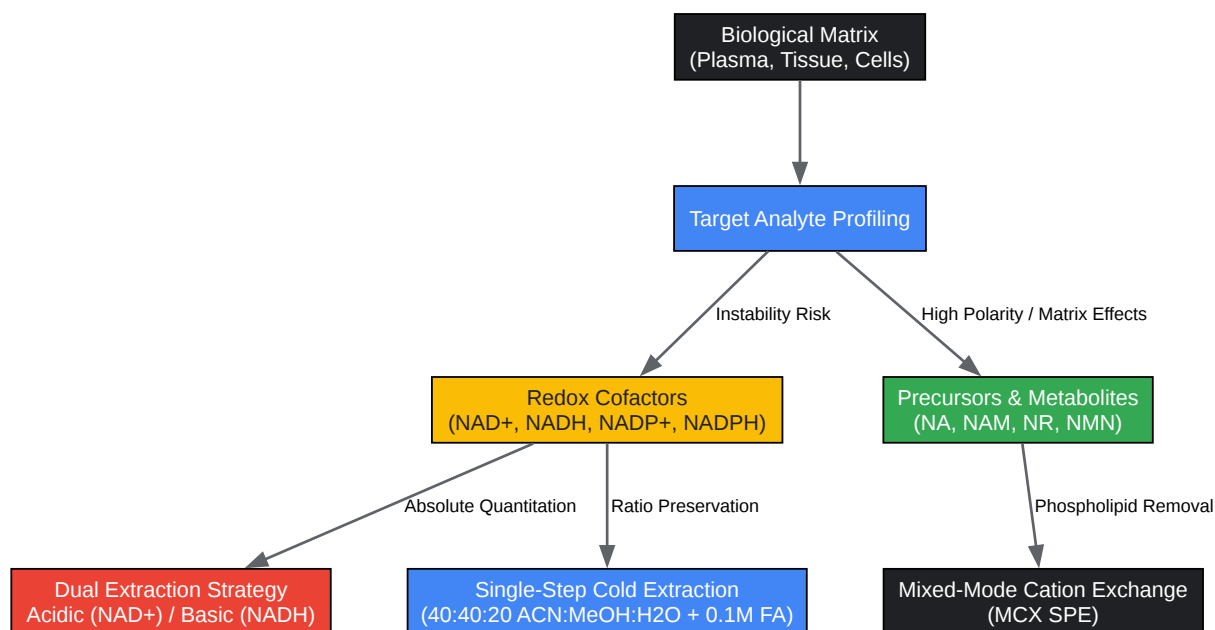 Biological Matrix
(Plasma, Tissue, Cells)
Target Analyte Profiling
Instability Risk
High Polarity / Matrix Effects
Redox Cofactors
(NAD+, NADH, NADP+, NADPH)
Precursors & Metabolites
(NA, NAM, NR, NMN)
Absolute Quantitation
Ratio Preservation
Phospholipid Removal
Dual Extraction Strategy
Acidic (NAD+) / Basic (NADH)
Single-Step Cold Extraction
(40:40:20 ACN:MeOH:H2O + 0.1M FA)
Mixed-Mode Cation Exchange
(MCX SPE)